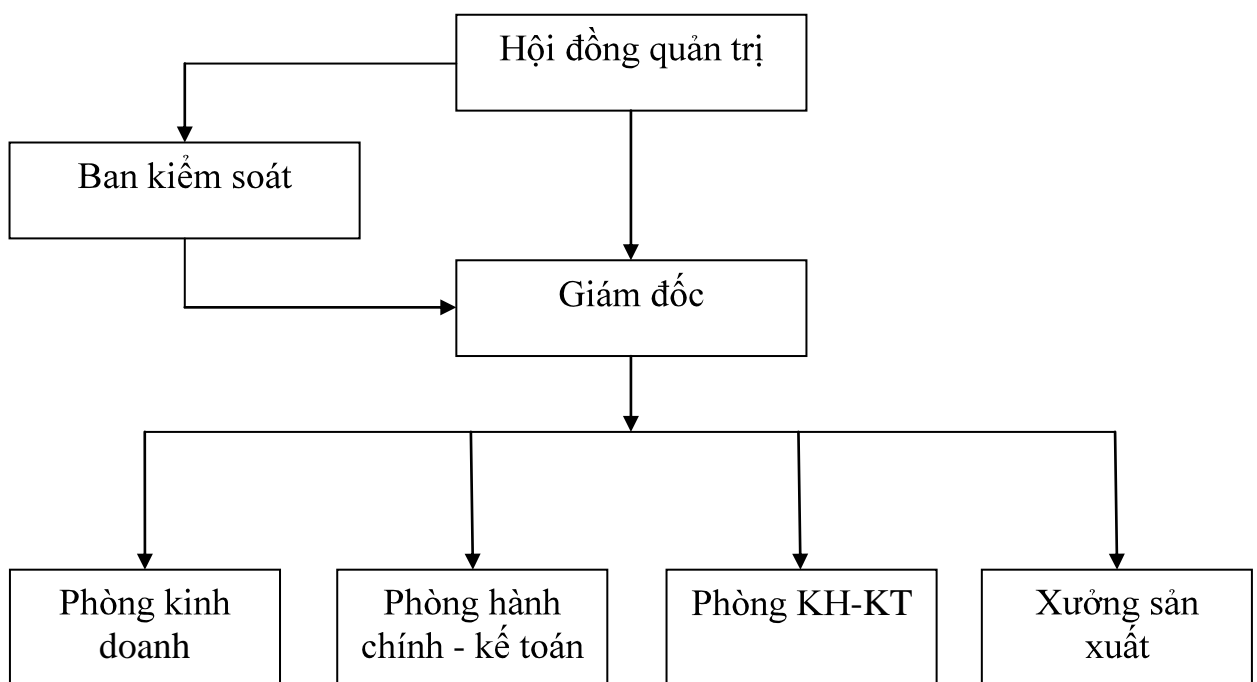 Hội đồng quản trị
Ban kiểm soát
Giám đốc
Phòng kinh
doanh
Phòng hành
chính - kế toán
Phòng KH-KT
Xưởng sản
xuất